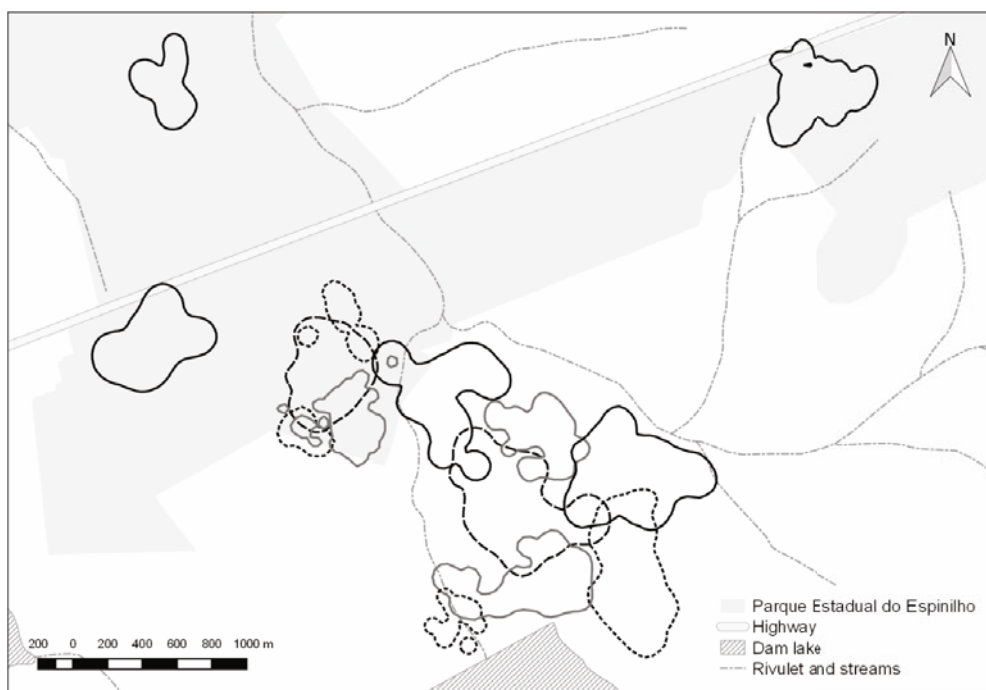 N
Parque Estadual do Espinilho
Highway
Dam lake
Rivulet and streams
200 0 200 400 600 800 1000 m